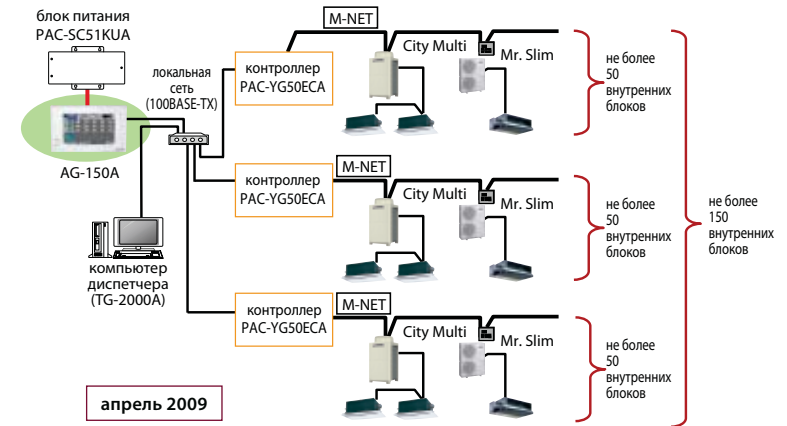 блок питания
PAC-SC51KUA
AG-150A
локальная
сеть
(100BASE-TX)
компьютер
диспетчера
(TG-2000A)
контроллер
PAC-YG50ECA
M-NET
City Multi
Mr. Slim
не более
50
внутренних
блоков
контроллер
PAC-YG50ECA
M-NET
City Multi
Mr. Slim
не более
50
внутренних
блоков
не более
150
внутренних
блоков
контроллер
PAC-YG50ECA
M-NET
City Multi
Mr. Slim
не более
50
внутренних
блоков
апрель 2009